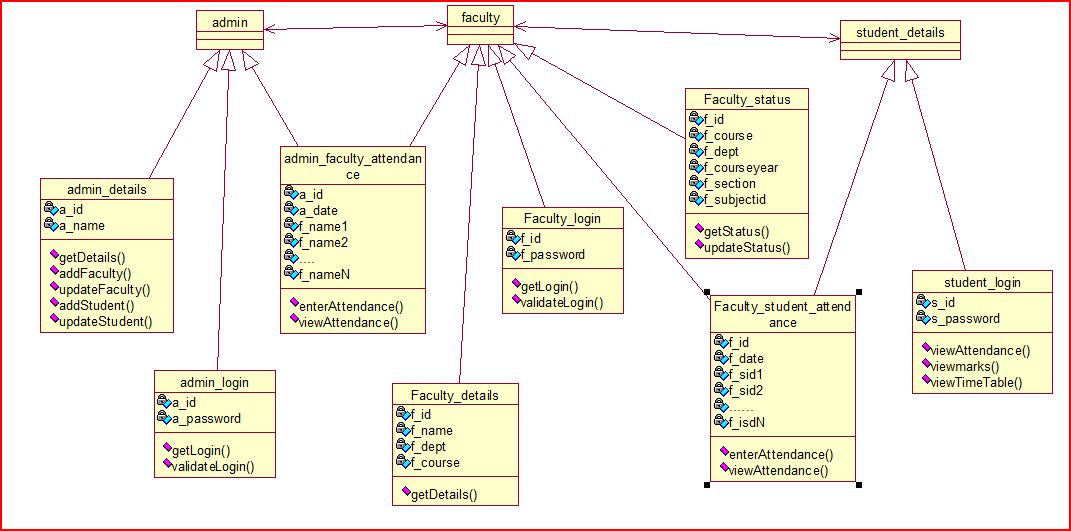 admin
faculty
student_details
Faculty_status
f_id
f_course
f_dept
f_courseyear
f_section
f_subjectid
getStatus()
updateStatus()
admin_faculty_attendan
ce
a_id
a_date
f_name1
f_name2
....
f_nameN
enterAttendance()
viewAttendance()
admin_details
a_id
a_name
getDetails()
addFaculty()
updateFaculty()
addStudent()
updateStudent()
Faculty_login
f_id
f_password
getLogin()
validateLogin()
student_login
s_id
s_password
viewAttendance()
viewmarks()
viewTimeTable()
Faculty_student_attend
ance
f_id
f_date
f_sid1
f_sid2
......
f_isdN
enterAttendance()
viewAttendance()
admin_login
a_id
a_password
getLogin()
validateLogin()
Faculty_details
f_id
f_name
f_dept
f_course
getDetails()